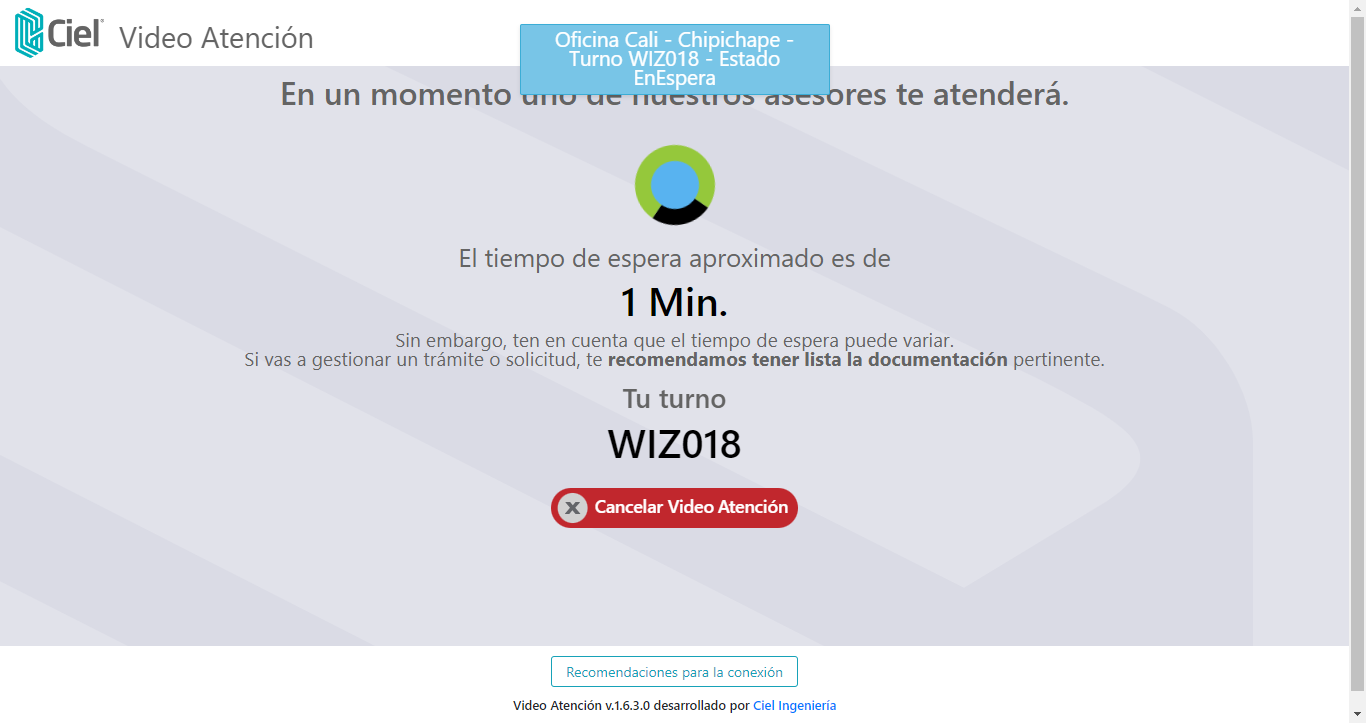 Ciel
Video Atención
Oficina Cali - Chipichape -
Turno WIZ018 - Estado
EnEspera
En un momento uno de nuestros asesores te atenderá.
El tiempo de espera aproximado es de
1 Min.
Sin embargo, ten en cuenta que el tiempo de espera puede variar.
Si vas a gestionar un trámite o solicitud, te recomendamos tener lista la documentación pertinente.
Tu turno
WIZ018
x Cancelar Video Atención
Recomendaciones para la conexión
Video Atención v.1.6.3.0 desarrollado por Ciel Ingeniería